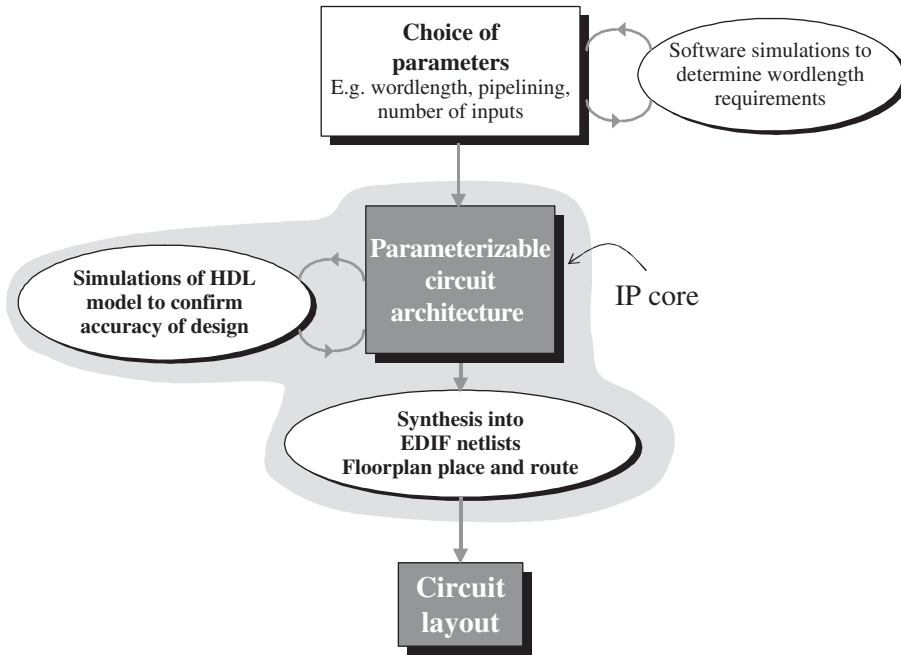 Choice of
parameters
E.g. wordlength, pipelining,
number of inputs
Software simulations to
determine wordlength
requirements
Parameterizable
circuit
architecture
Simulations of HDL
model to confirm
accuracy of design
IP core
Synthesis into
EDIF netlists
Floorplan place and route
Circuit
layout